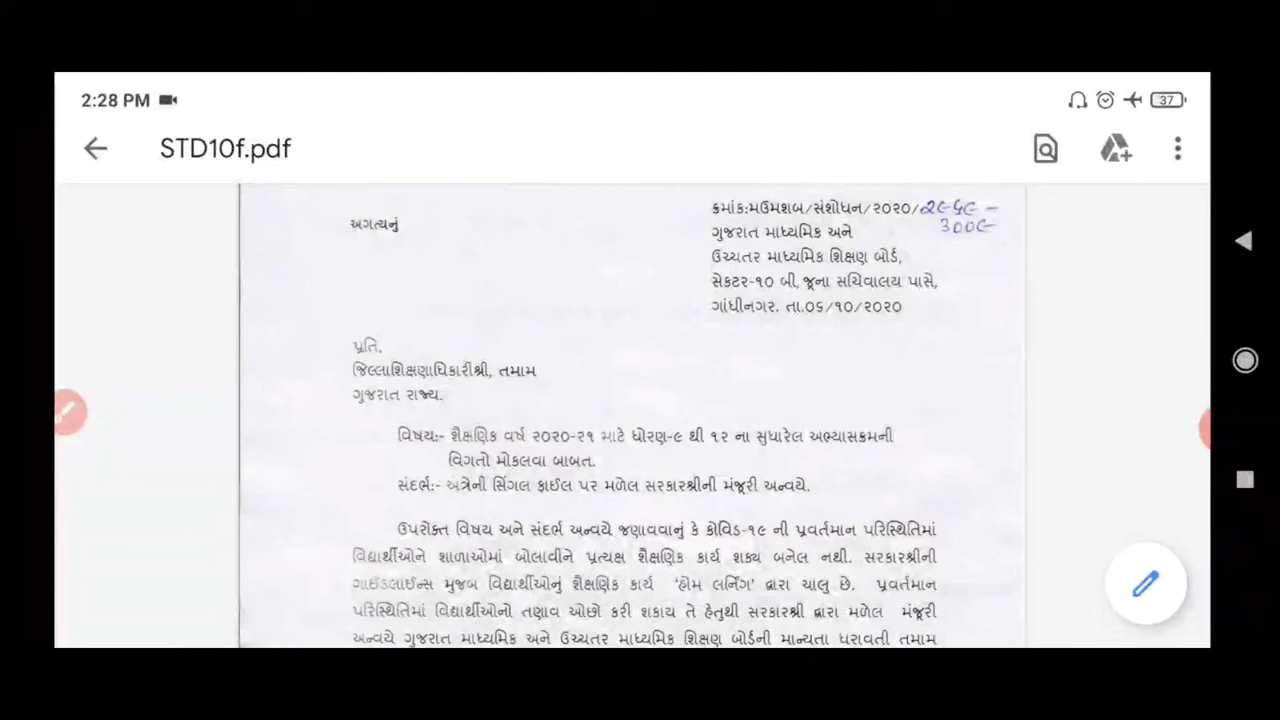 2:28 PM
37
STD10f.pdf
ક્રમાંક:મઉમશબ/સંશોધન/૨૦૨૦/૨૯૬૯ -
૩૦૦૯
અગત્યનું
ગુજરાત માધ્યમિક અને
ઉચ્ચતર માધ્યમિક શિક્ષણ બોર્ડ,
સેક્ટર-૧૦ બી, જૂના સચિવાલય પાસે,
ગાંધીનગર. તા.૦૬/૧૦/૨૦૨૦
પ્રતિ,
જિલ્લાશિક્ષણાધિકારીશ્રી, તમામ
ગુજરાત રાજ્ય.
વિષય:- શૈક્ષણિક વર્ષ ૨૦૨૦-૨૧ માટે ધોરણ-૯ થી ૧૨ ના સુધારેલ અભ્યાસક્રમની
વિગતો મોકલવા બાબત.
સંદર્ભ:- અત્રેની સિંગલ ફાઈલ પર મળેલ સરકારશ્રીની મંજૂરી અન્વયે.
ઉપરોક્ત વિષય અને સંદર્ભ અન્વયે જણાવવાનું કે કોવિડ-૧૯ ની પ્રવર્તમાન પરિસ્થિતિમાં
વિદ્યાર્થીઓને શાળાઓમાં બોલાવીને પ્રત્યક્ષ શૈક્ષણિક કાર્ય શક્ય બનેલ નથી. સરકારશ્રીની
ગાઈડલાઈન્સ મુજબ વિદ્યાર્થીઓનું શૈક્ષણિક કાર્ય 'હોમ લર્નિંગ' દ્વારા ચાલુ છે. પ્રવર્તમાન
પરિસ્થિતિમાં વિદ્યાર્થીઓનો તણાવ ઓછો કરી શકાય તે હેતુથી સરકારશ્રી દ્વારા મળેલ મંજૂરી
અન્વયે ગુજરાત માધ્યમિક અને ઉચ્ચતર માધ્યમિક શિક્ષણ બોર્ડની માન્યતા ધરાવતી તમામ